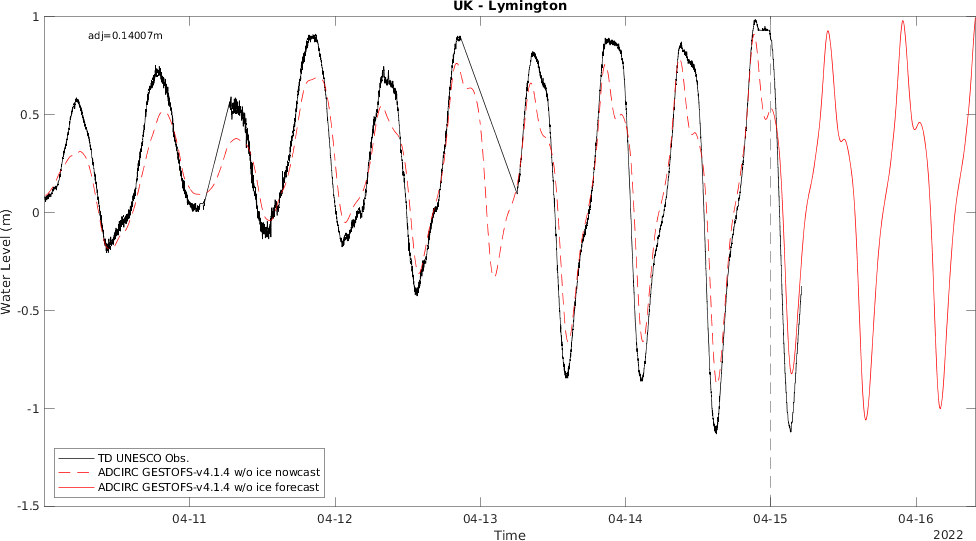 UK - Lymington
adj=0.14007m
1
0.5
0
-0.5
-1
-1.5
Water Level (m)
TD UNESCO Obs.
ADCIRC GESTOFS-v4.1.4 w/o ice nowcast
ADCIRC GESTOFS-v4.1.4 w/o ice forecast
04-11 04-12 04-13 04-14 04-15 04-16
Time
2022